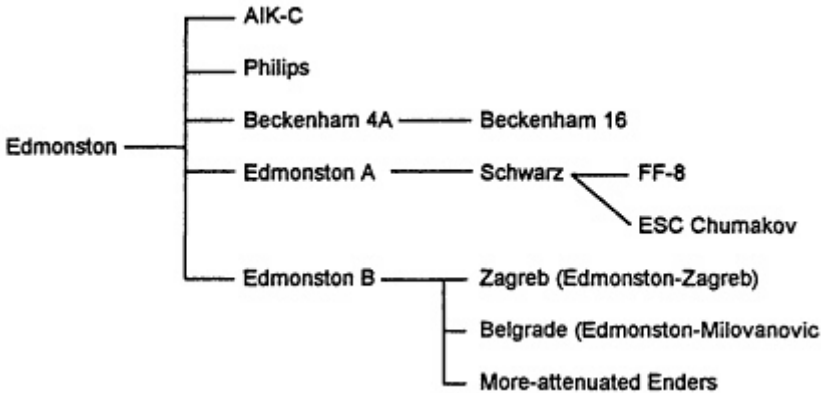 AIK-C
Philips
Beckenham 4A
Beckenham 16
Edmonston
Edmonston A
Schwarz
FF-8
ESC Chumakov
Edmonston B
Zagreb (Edmonston-Zagreb)
Belgrade (Edmonston-Milovanovic
More-attenuated Enders